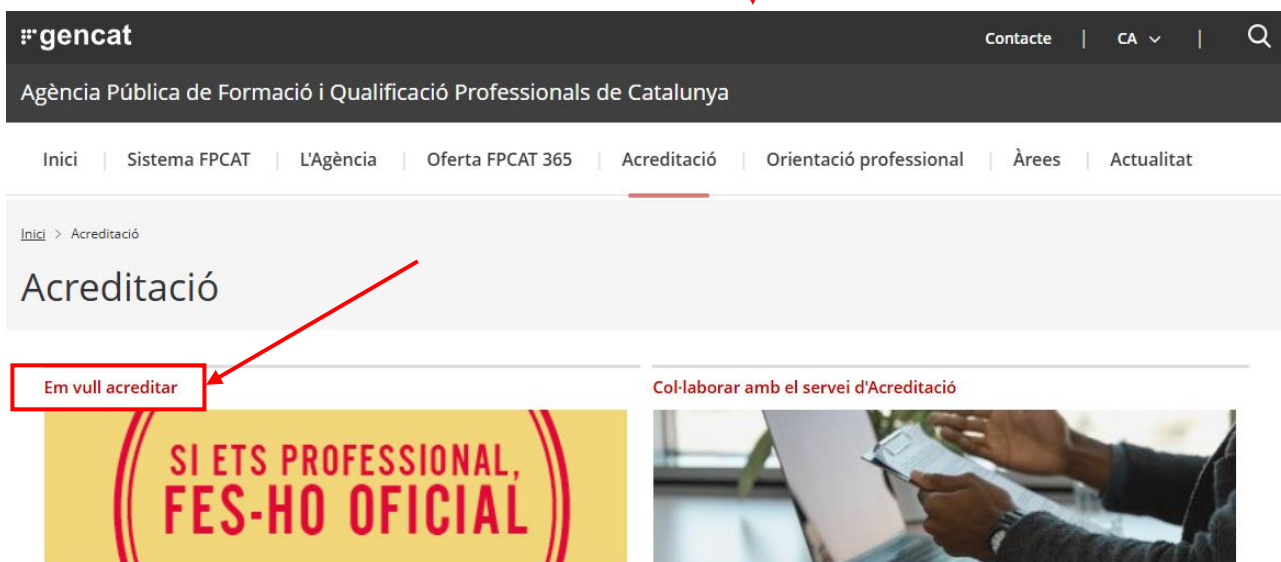 gencat
Contacte | CA |
Agència Pública de Formació i Qualificació Professionals de Catalunya
Inici | Sistema FPCAT | L'Agència | Oferta FPCAT 365 | Acreditació | Orientació professional | Àrees | Actualitat
Inici > Acreditació
Acreditació
Em vull acreditar
Col·laborar amb el servei d'Acreditació
SI ETS PROFESSIONAL,
FES-HO OFICIAL